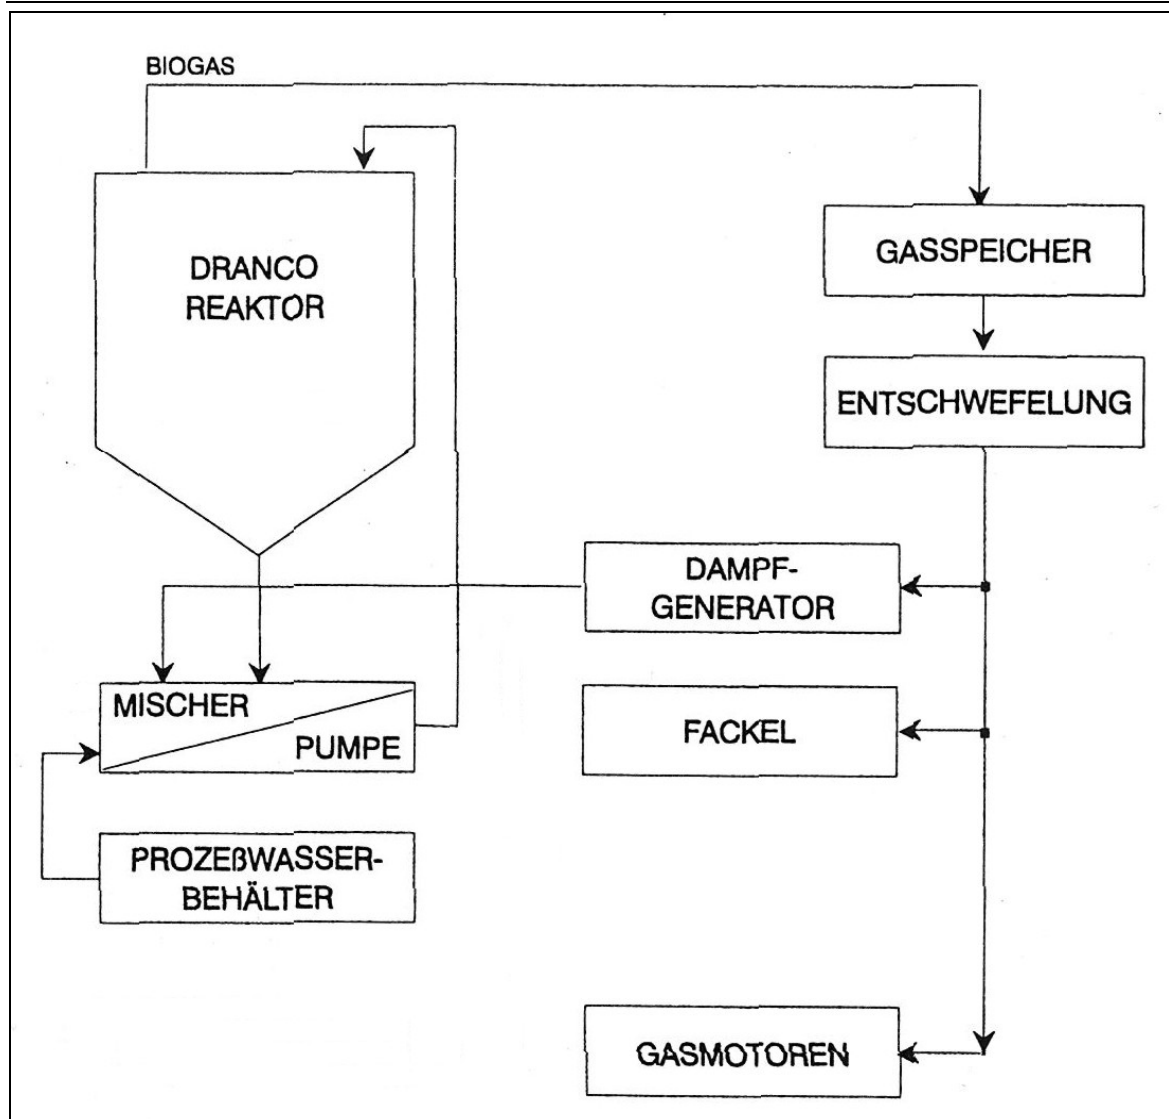 BIOGAS
DRANCO
REAKTOR
GASSPEICHER
ENTSCHWEFELUNG
DAMPF-
GENERATOR
MISCHER
PUMPE
FACKEL
PROZEßWASSER-
BEHÄLTER
GASMOTOREN